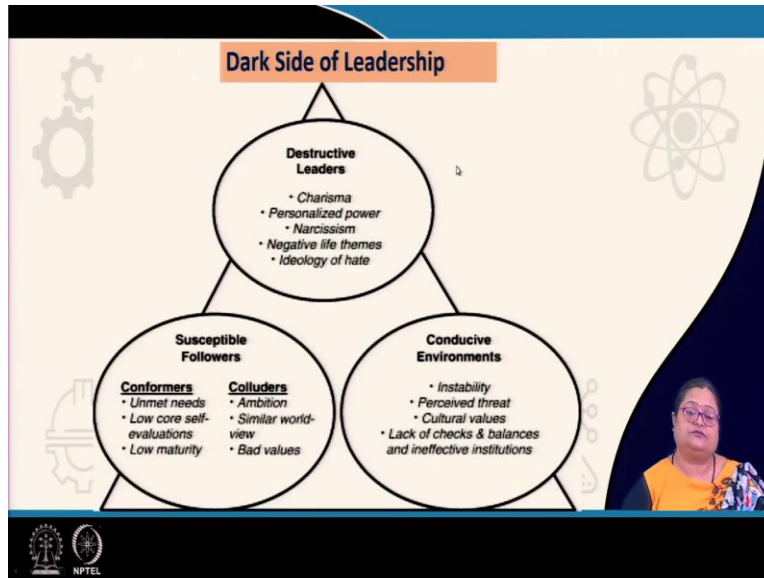 Dark Side of Leadership
Destructive
Leaders
• Charisma
• Personalized power
• Narcissism
• Negative life themes
• Ideology of hate
Susceptible
Followers
Conformers
• Unmet needs
• Low core self-
evaluations
• Low maturity
Colluders
• Ambition
• Similar world-
view
• Bad values
Conducive
Environments
• Instability
• Perceived threat
• Cultural values
• Lack of checks & balances
and ineffective institutions
NPTEL